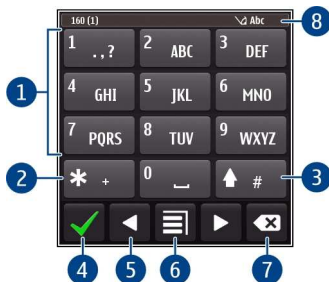 160 (1) Abc 8
1 .,? 2 ABC 3 DEF
1
4 GHI 5 JKL 6 MNO
7 PQRS 8 TUV 9 WXYZ
2 * + 0 # 3
4 5 6 7